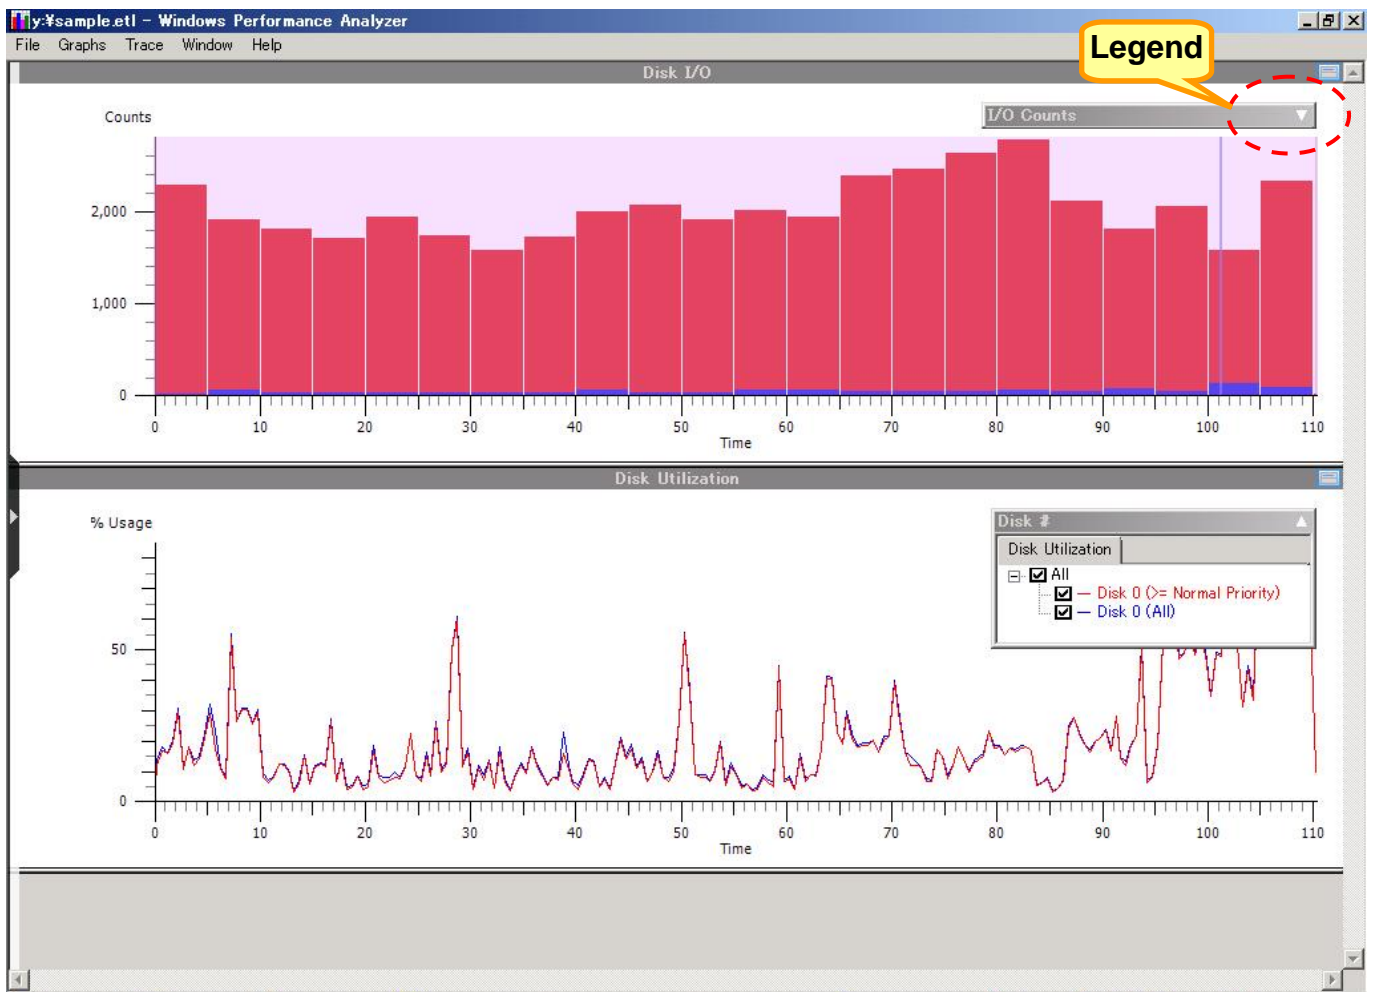 y:¥sample.etl - Windows Performance Analyzer
File Graphs Trace Window Help
Legend
Disk I/O
Counts
I/O Counts
2,000
1,000
0
0 10 20 30 40 50 60 70 80 90 100 110
Time
Disk Utilization
% Usage
Disk #
Disk Utilization
All
Disk 0 (>= Normal Priority)
Disk 0 (All)
50
0
0 10 20 30 40 50 60 70 80 90 100 110
Time